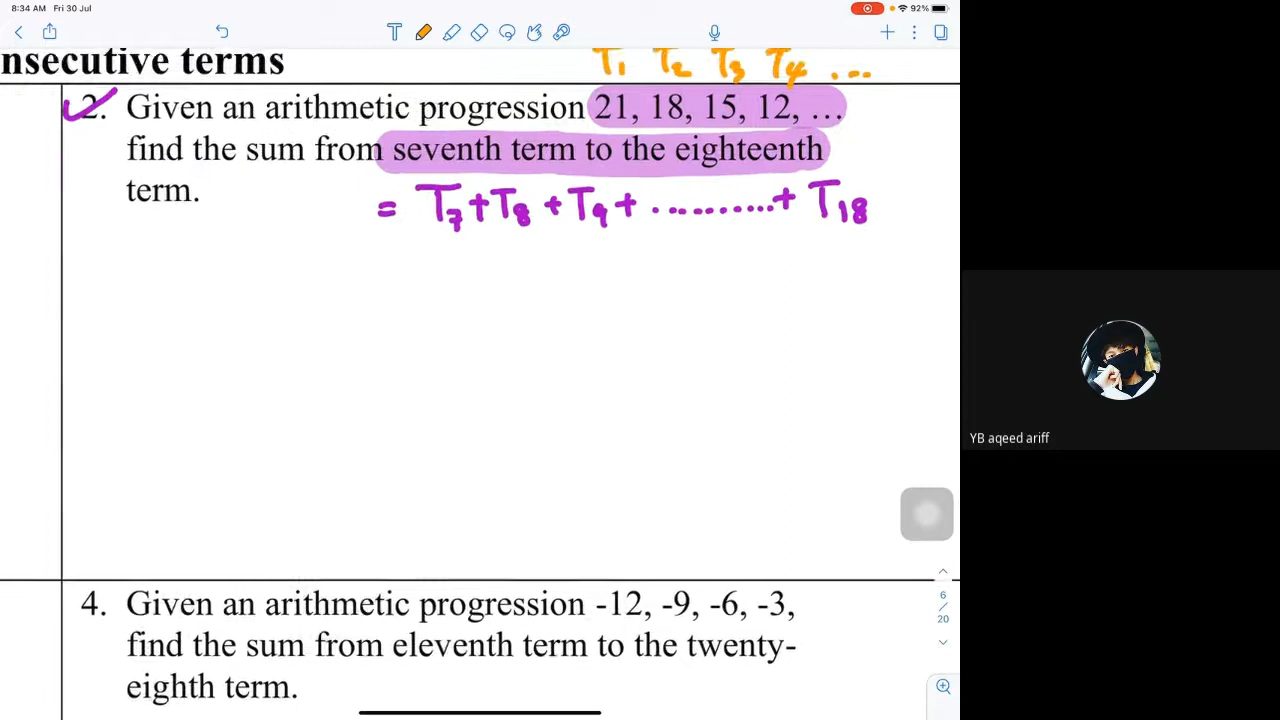 8:34 AM Fri 30 Jul
92%
T
nsecutive terms
T1 T2 T3 T4 ...
2. Given an arithmetic progression 21, 18, 15, 12, ...
find the sum from seventh term to the eighteenth
term.
= T7 + T8 + T9 + ........... + T18
YB aqeed ariff
4. Given an arithmetic progression -12, -9, -6, -3,
find the sum from eleventh term to the twenty-
eighth term.
6
/
20